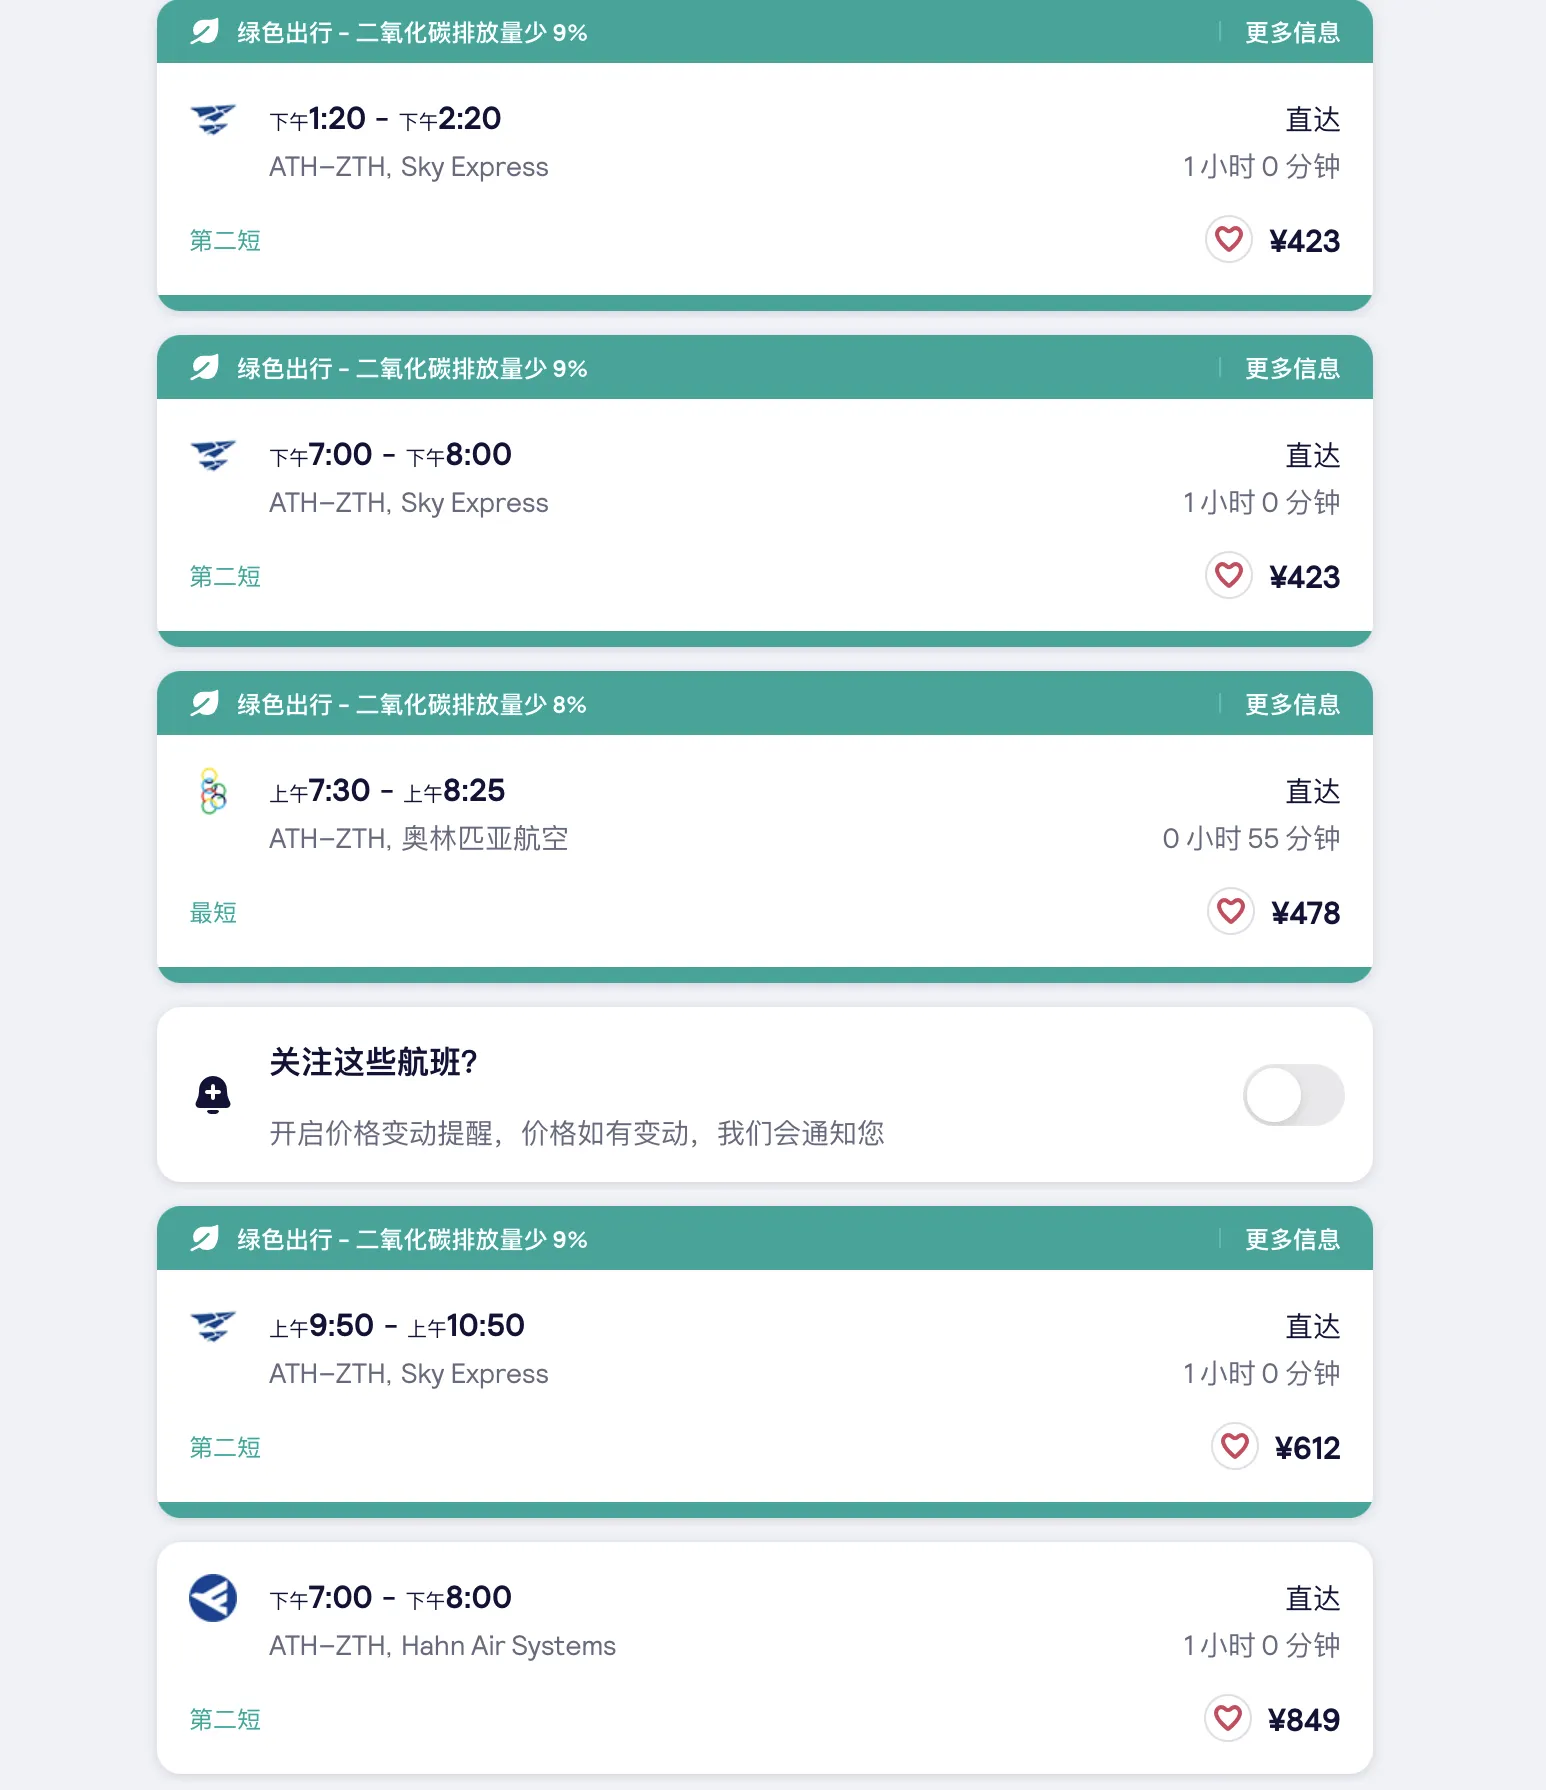 绿色出行 - 二氧化碳排放量少 9% 更多信息
下午1:20 - 下午2:20 直达
ATH–ZTH, Sky Express 1 小时 0 分钟
第二短 ¥423
绿色出行 - 二氧化碳排放量少 9% 更多信息
下午7:00 - 下午8:00 直达
ATH–ZTH, Sky Express 1 小时 0 分钟
第二短 ¥423
绿色出行 - 二氧化碳排放量少 8% 更多信息
上午7:30 - 上午8:25 直达
ATH–ZTH, 奥林匹亚航空 0 小时 55 分钟
最短 ¥478
关注这些航班?
开启价格变动提醒，价格如有变动，我们会通知您
绿色出行 - 二氧化碳排放量少 9% 更多信息
上午9:50 - 上午10:50 直达
ATH–ZTH, Sky Express 1 小时 0 分钟
第二短 ¥612
下午7:00 - 下午8:00 直达
ATH–ZTH, Hahn Air Systems 1 小时 0 分钟
第二短 ¥849